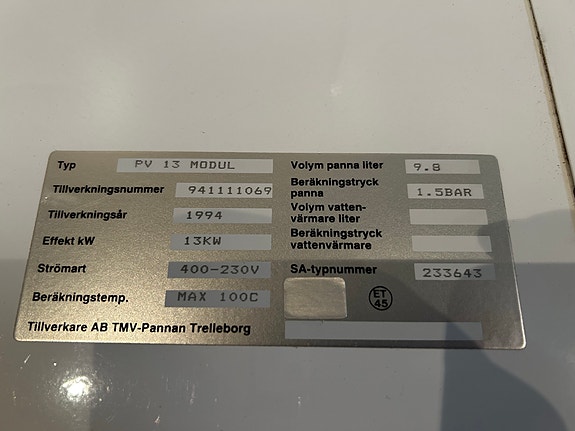 Typ PV 13 MODUL
Tillverkningsnummer 941111069
Tillverkningsår 1994
Effekt kW 13KW
Strömart 400-230V
Beräkningstemp. MAX 100C
Volym panna liter 9.8
Beräkningstryck
panna 1.5BAR
Volym vatten-
värmare liter
Beräkningstryck
vattenvärmare
SA-typnummer 233643
ET
45
Tillverkare AB TMV-Pannan Trelleborg